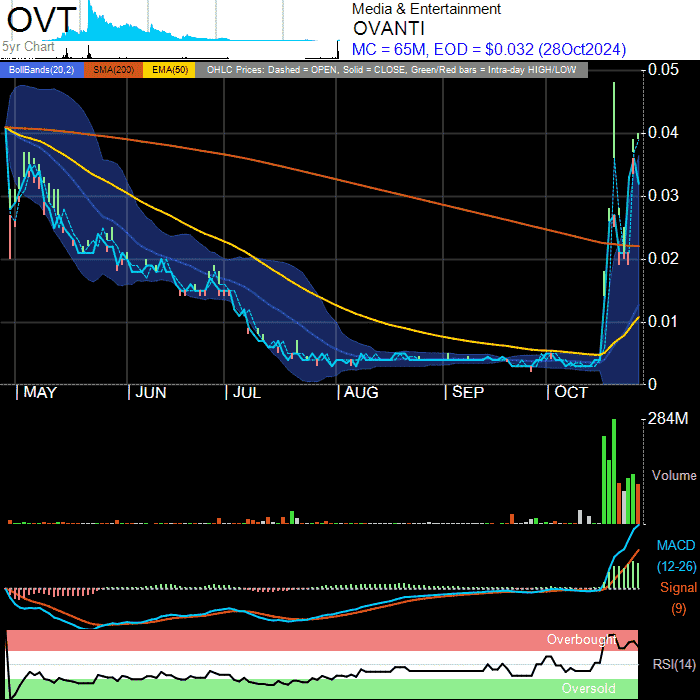 OVT
5yr Chart
Media & Entertainment
OVANTI
MC = 65M, EOD = $0.032 (28Oct2024)
BollBands(20,2) SMA(200) EMA(50) OHLC Prices: Dashed = OPEN, Solid = CLOSE, Green/Red bars = Intra-day HIGH/LOW
0.05
0.04
0.03
0.02
0.01
0
| MAY | JUN | JUL | AUG | SEP | OCT
284M
Volume
MACD
(12-26)
Signal
(9)
Overbought
RSI(14)
Oversold